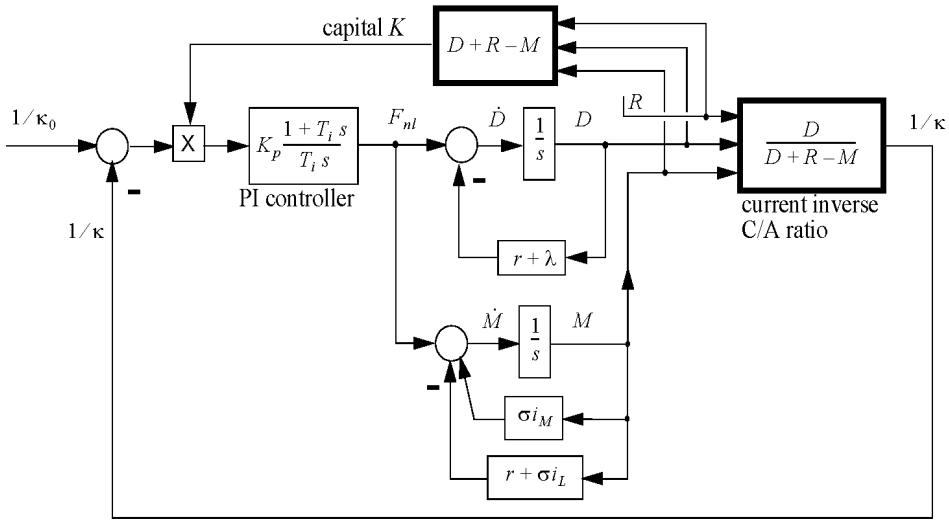 capital K
D + R – M
1/κ₀
X
K_p (1 + T_i s)/(T_i s)
PI controller
F_nl
Ḋ
1/s
D
R
D/(D + R – M)
1/κ
current inverse
C/A ratio
–
–
1/κ
r + λ
Ṁ
1/s
M
–
σi_M
r + σi_L